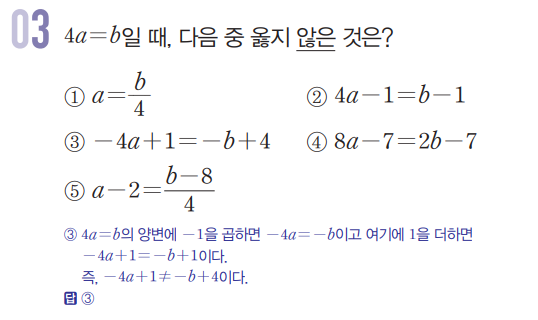 03 4a=b일 때, 다음 중 옳지 않은 것은?
① a=b/4 ② 4a-1=b-1
③ -4a+1=-b+4 ④ 8a-7=2b-7
⑤ a-2=(b-8)/4
③ 4a=b의 양변에 -1을 곱하면 -4a=-b이고 여기에 1을 더하면
-4a+1=-b+1이다.
즉, -4a+1≠-b+4이다.
답 ③